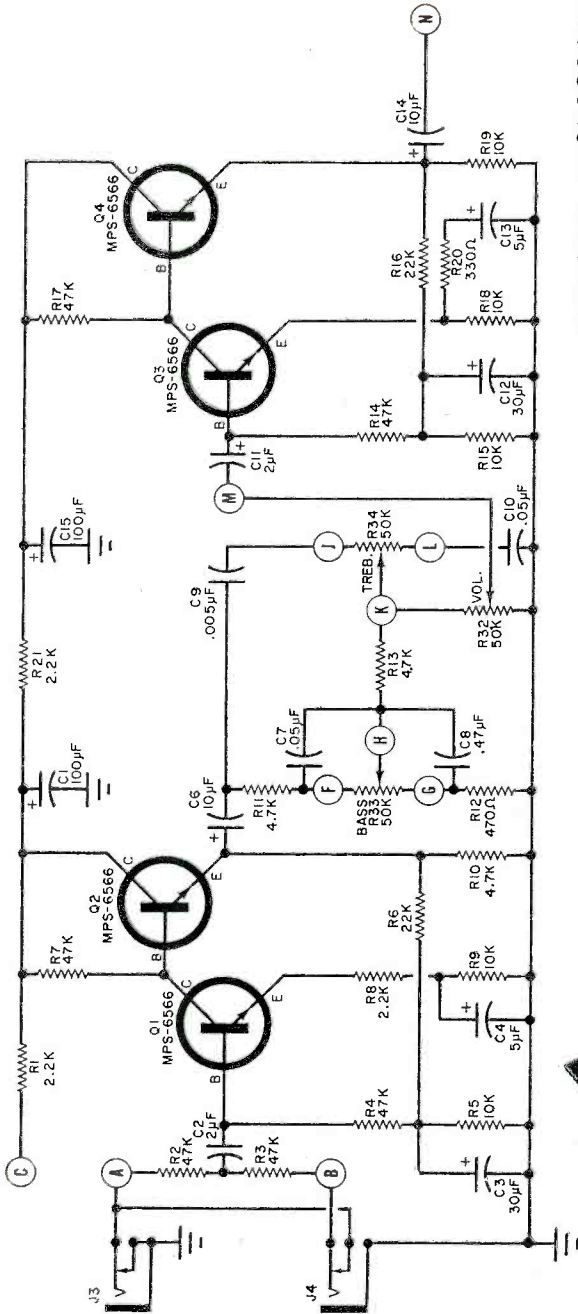 C
R1
2.2K
R7
47K
Q2
MPS-6566
B
C
E
C1
100µF
R21
2.2K
C15
100µF
R17
47K
Q4
MPS-6566
B
C
E
J3
A
R2
47K
R3
47K
B
J4
C2
2µF
Q1
MPS-6566
B
C
E
C6
10µF
R11
4.7K
C7
.05µF
F
H
BASS
R33
50K
G
C8
.47µF
R12
470Ω
R13
4.7K
C9
.005µF
J
TREB.
R34
50K
K
L
M
C11
2µF
Q3
MPS-6566
B
C
E
C14
10µF
N
R4
47K
R8
2.2K
R6
22K
C3
30µF
R5
10K
C4
5µF
R9
10K
R10
4.7K
VOL.
R32
50K
C10
.05µF
R14
47K
R15
10K
C12
30µF
R16
22K
R20
330Ω
R18
10K
C13
5µF
R19
10K